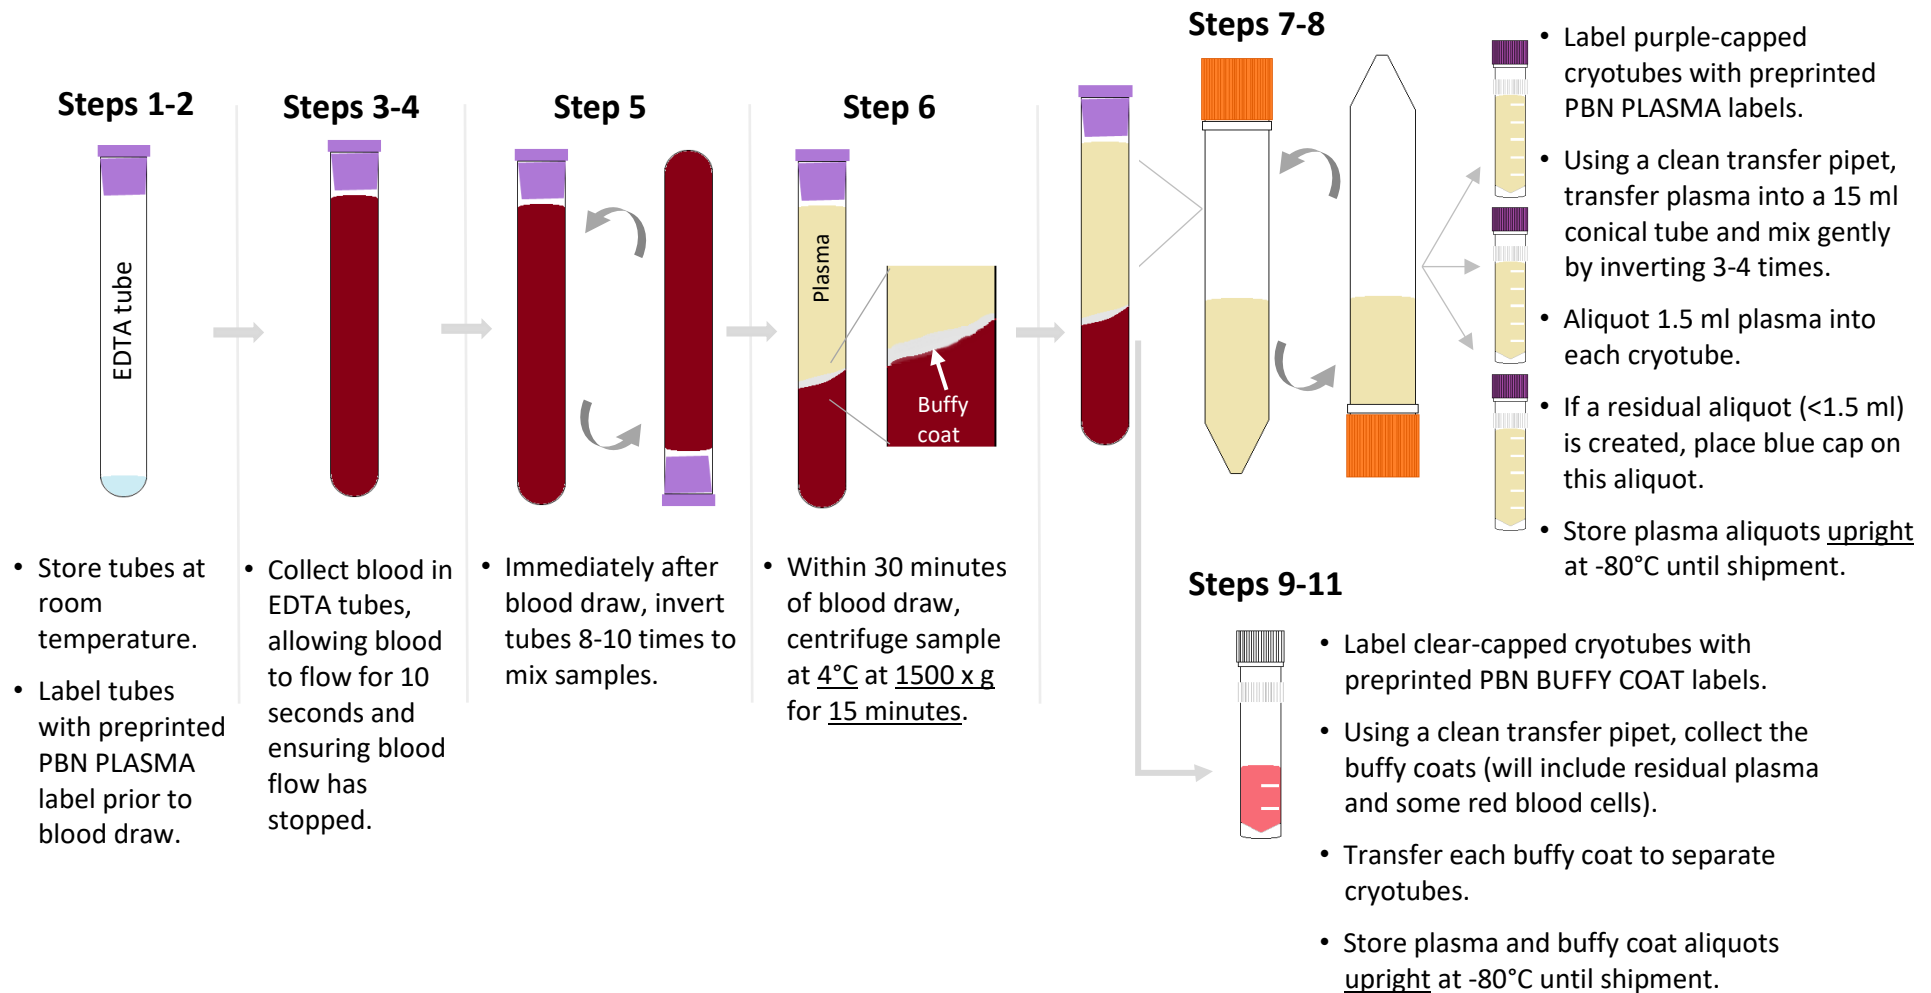 Steps 1-2
EDTA tube
• Store tubes at
room
temperature.
• Label tubes
with preprinted
PBN PLASMA
label prior to
blood draw.
Steps 3-4
• Collect blood in
EDTA tubes,
allowing blood
to flow for 10
seconds and
ensuring blood
flow has
stopped.
Step 5
• Immediately after
blood draw, invert
tubes 8-10 times to
mix samples.
Step 6
Plasma
Buffy
coat
• Within 30 minutes
of blood draw,
centrifuge sample
at 4°C at 1500 x g
for 15 minutes.
Steps 7-8
• Label purple-capped
cryotubes with preprinted
PBN PLASMA labels.
• Using a clean transfer pipet,
transfer plasma into a 15 ml
conical tube and mix gently
by inverting 3-4 times.
• Aliquot 1.5 ml plasma into
each cryotube.
• If a residual aliquot (<1.5 ml)
is created, place blue cap on
this aliquot.
• Store plasma aliquots upright
at -80°C until shipment.
Steps 9-11
• Label clear-capped cryotubes with
preprinted PBN BUFFY COAT labels.
• Using a clean transfer pipet, collect the
buffy coats (will include residual plasma
and some red blood cells).
• Transfer each buffy coat to separate
cryotubes.
• Store plasma and buffy coat aliquots
upright at -80°C until shipment.